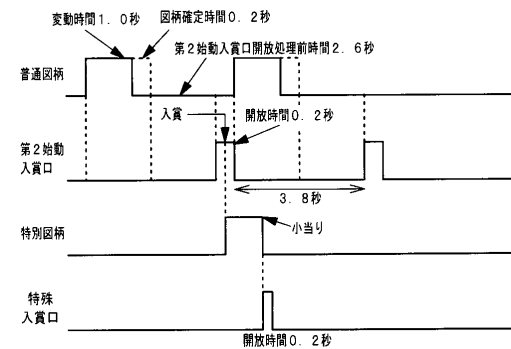 変動時間1.0秒
図柄確定時間0.2秒
第2始動入賞口開放処理前時間2.6秒
普通図柄
入賞
開放時間0.2秒
第2始動
入賞口
3.8秒
特別図柄
小当り
特殊
入賞口
開放時間0.2秒